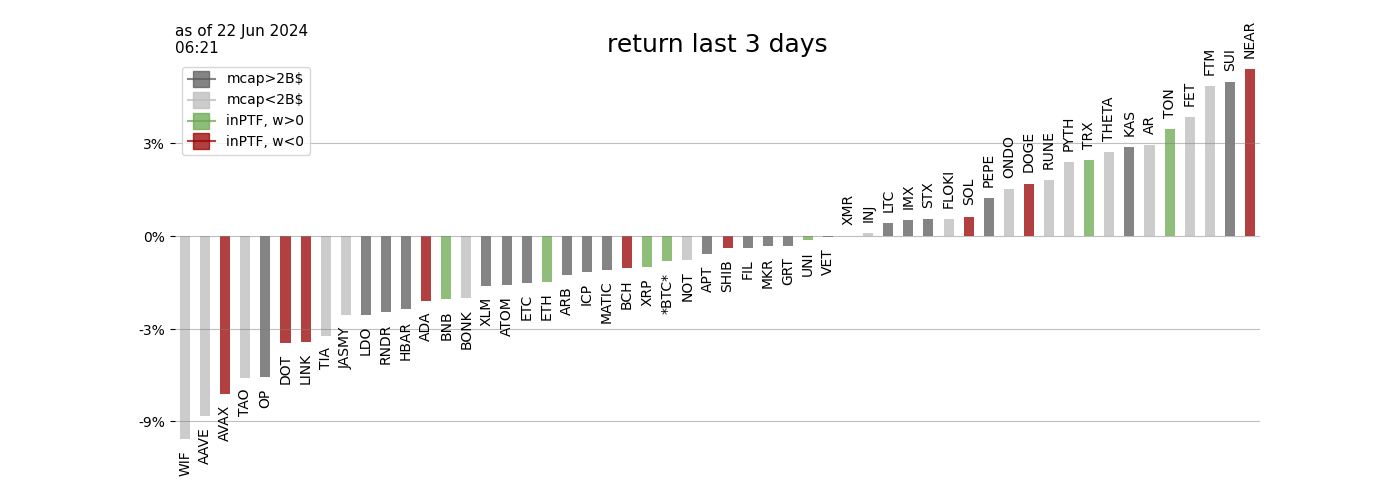 as of 22 Jun 2024
06:21
return last 3 days
mcap>2B$
mcap<2B$
inPTF, w>0
inPTF, w<0
3%
0%
-3%
-9%
WIF
AAVE
AVAX
TAO
OP
DOT
LINK
TIA
JASMY
LDO
RNDR
HBAR
ADA
BNB
BONK
XLM
ATOM
ETC
ETH
ARB
ICP
MATIC
BCH
XRP
*BTC*
NOT
APT
SHIB
FIL
MKR
GRT
UNI
VET
XMR
INJ
LTC
IMX
STX
FLOKI
SOL
PEPE
ONDO
DOGE
RUNE
PYTH
TRX
THETA
KAS
AR
TON
FET
FTM
SUI
NEAR